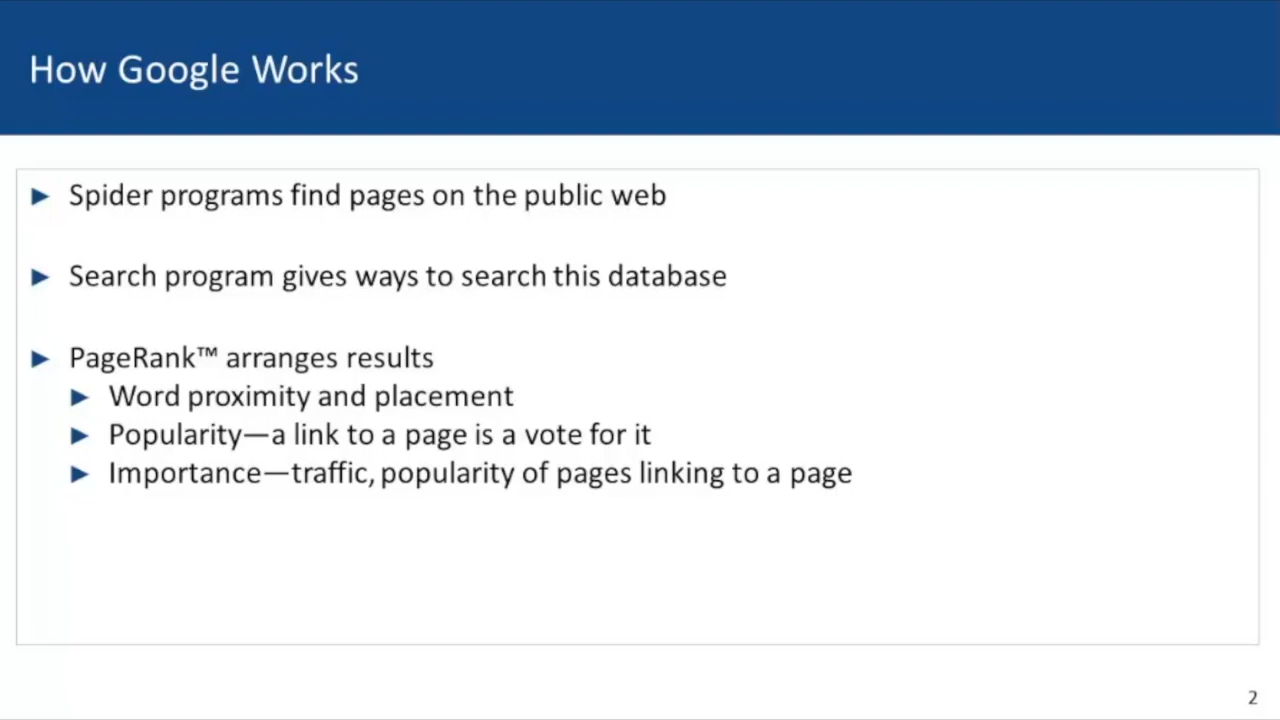 How Google Works
► Spider programs find pages on the public web
► Search program gives ways to search this database
► PageRank™ arranges results
► Word proximity and placement
► Popularity—a link to a page is a vote for it
► Importance—traffic, popularity of pages linking to a page
2